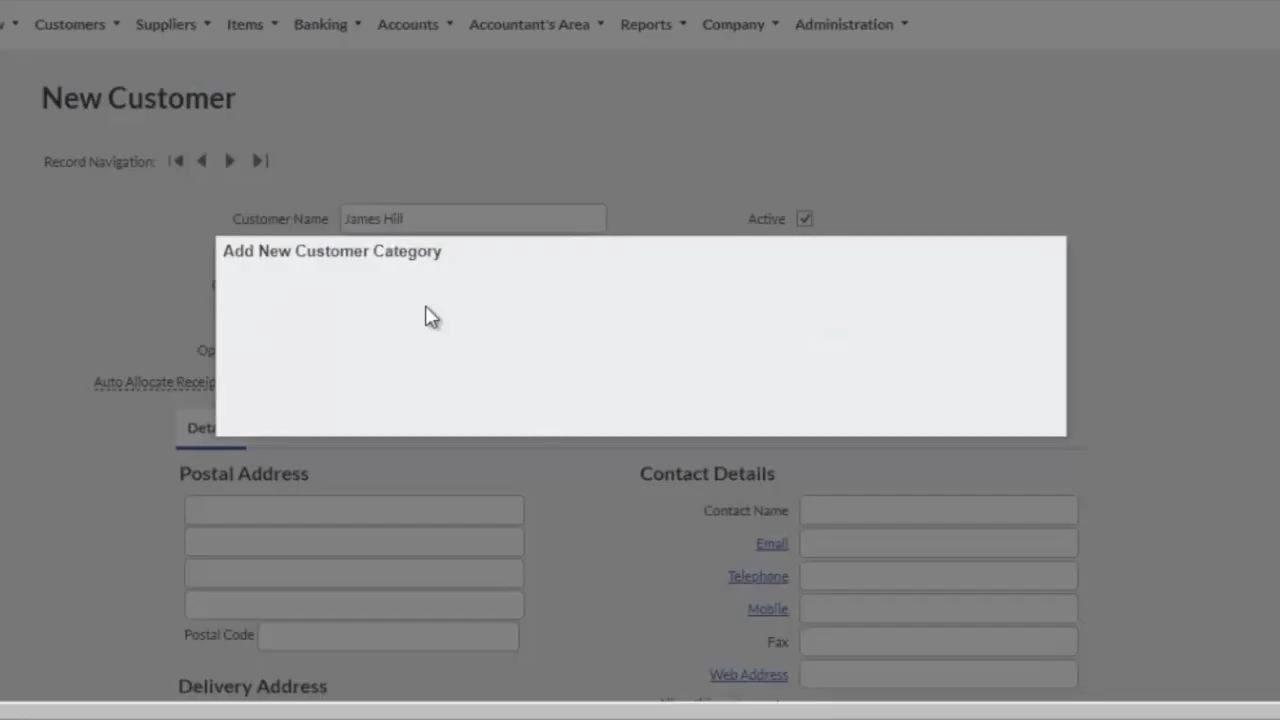 Customers Suppliers Items Banking Accounts Accountant's Area Reports Company Administration
New Customer
Record Navigation:
Customer Name James Hill Active
Add New Customer Category
Auto Allocate Receip
Postal Address Contact Details
Contact Name
Email
Telephone
Mobile
Postal Code Fax
Web Address
Delivery Address